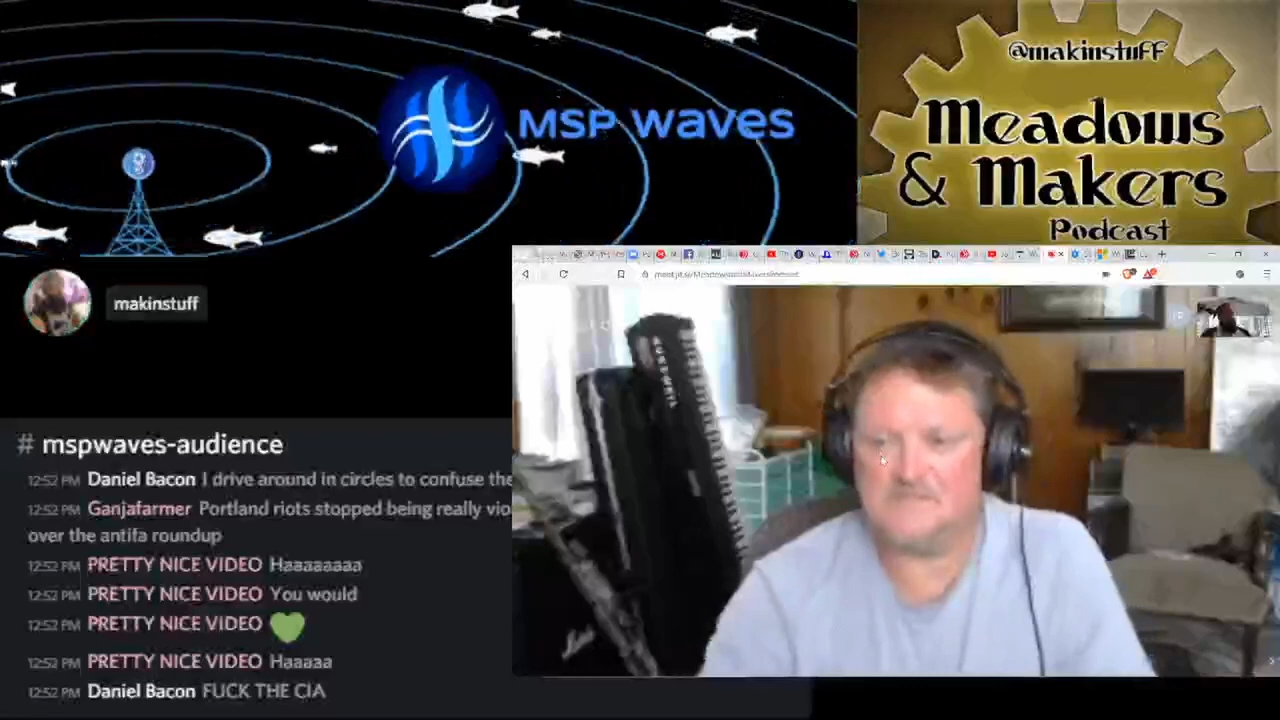 @makinstuff
MSP waves
Meadows
& Makers
Podcast
makinstuff
# mspwaves-audience
12:52 PM Daniel Bacon I drive around in circles to confuse the
12:52 PM Ganjafarmer Portland riots stopped being really vio
over the antifa roundup
12:52 PM PRETTY NICE VIDEO Haaaaaaaa
12:52 PM PRETTY NICE VIDEO You would
12:52 PM PRETTY NICE VIDEO
12:52 PM PRETTY NICE VIDEO Haaaaa
12:52 PM Daniel Bacon FUCK THE CIA